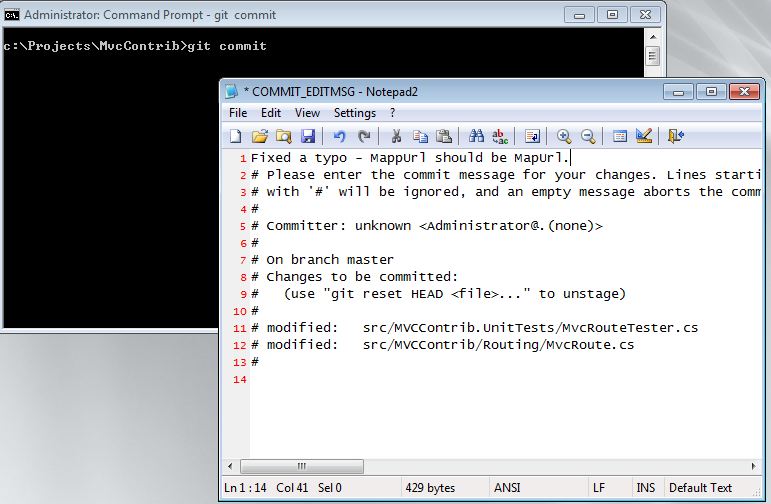 Administrator: Command Prompt - git commit
c:\Projects\MvcContrib>git commit
* COMMIT_EDITMSG - Notepad2
File Edit View Settings ?
1 Fixed a typo - MappUrl should be MapUrl.
2 # Please enter the commit message for your changes. Lines starti
3 # with '#' will be ignored, and an empty message aborts the comm
4 #
5 # Committer: unknown <Administrator@.(none)>
6 #
7 # On branch master
8 # Changes to be committed:
9 #   (use "git reset HEAD <file>..." to unstage)
10 #
11 # modified:   src/MVCContrib.UnitTests/MvcRouteTester.cs
12 # modified:   src/MVCContrib/Routing/MvcRoute.cs
13 #
14
Ln 1 : 14 Col 41 Sel 0 429 bytes ANSI LF INS Default Text